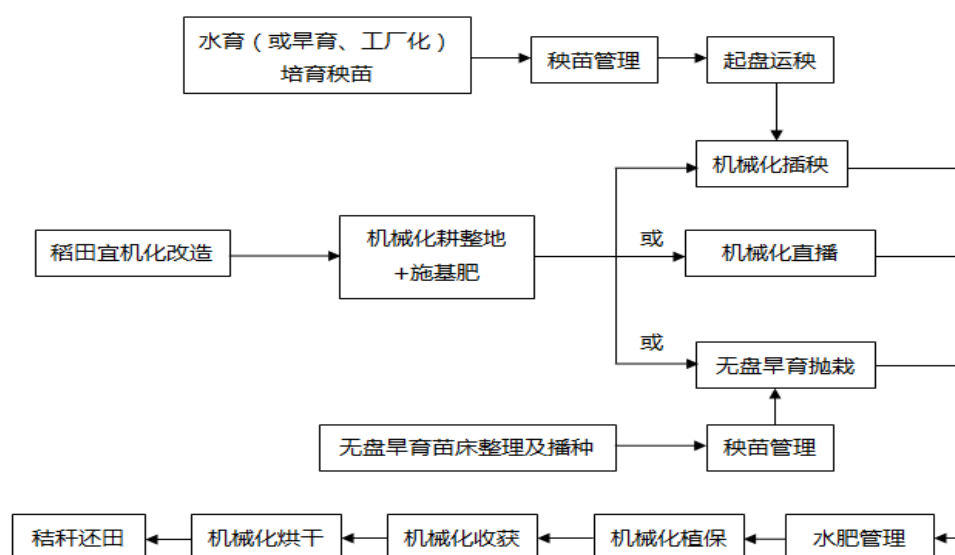 水育（或旱育、工厂化）
培育秧苗
秧苗管理
起盘运秧
机械化插秧
稻田宜机化改造
机械化耕整地
+施基肥
或
机械化直播
或
无盘旱育抛栽
无盘旱育苗床整理及播种
秧苗管理
秸秆还田
机械化烘干
机械化收获
机械化植保
水肥管理